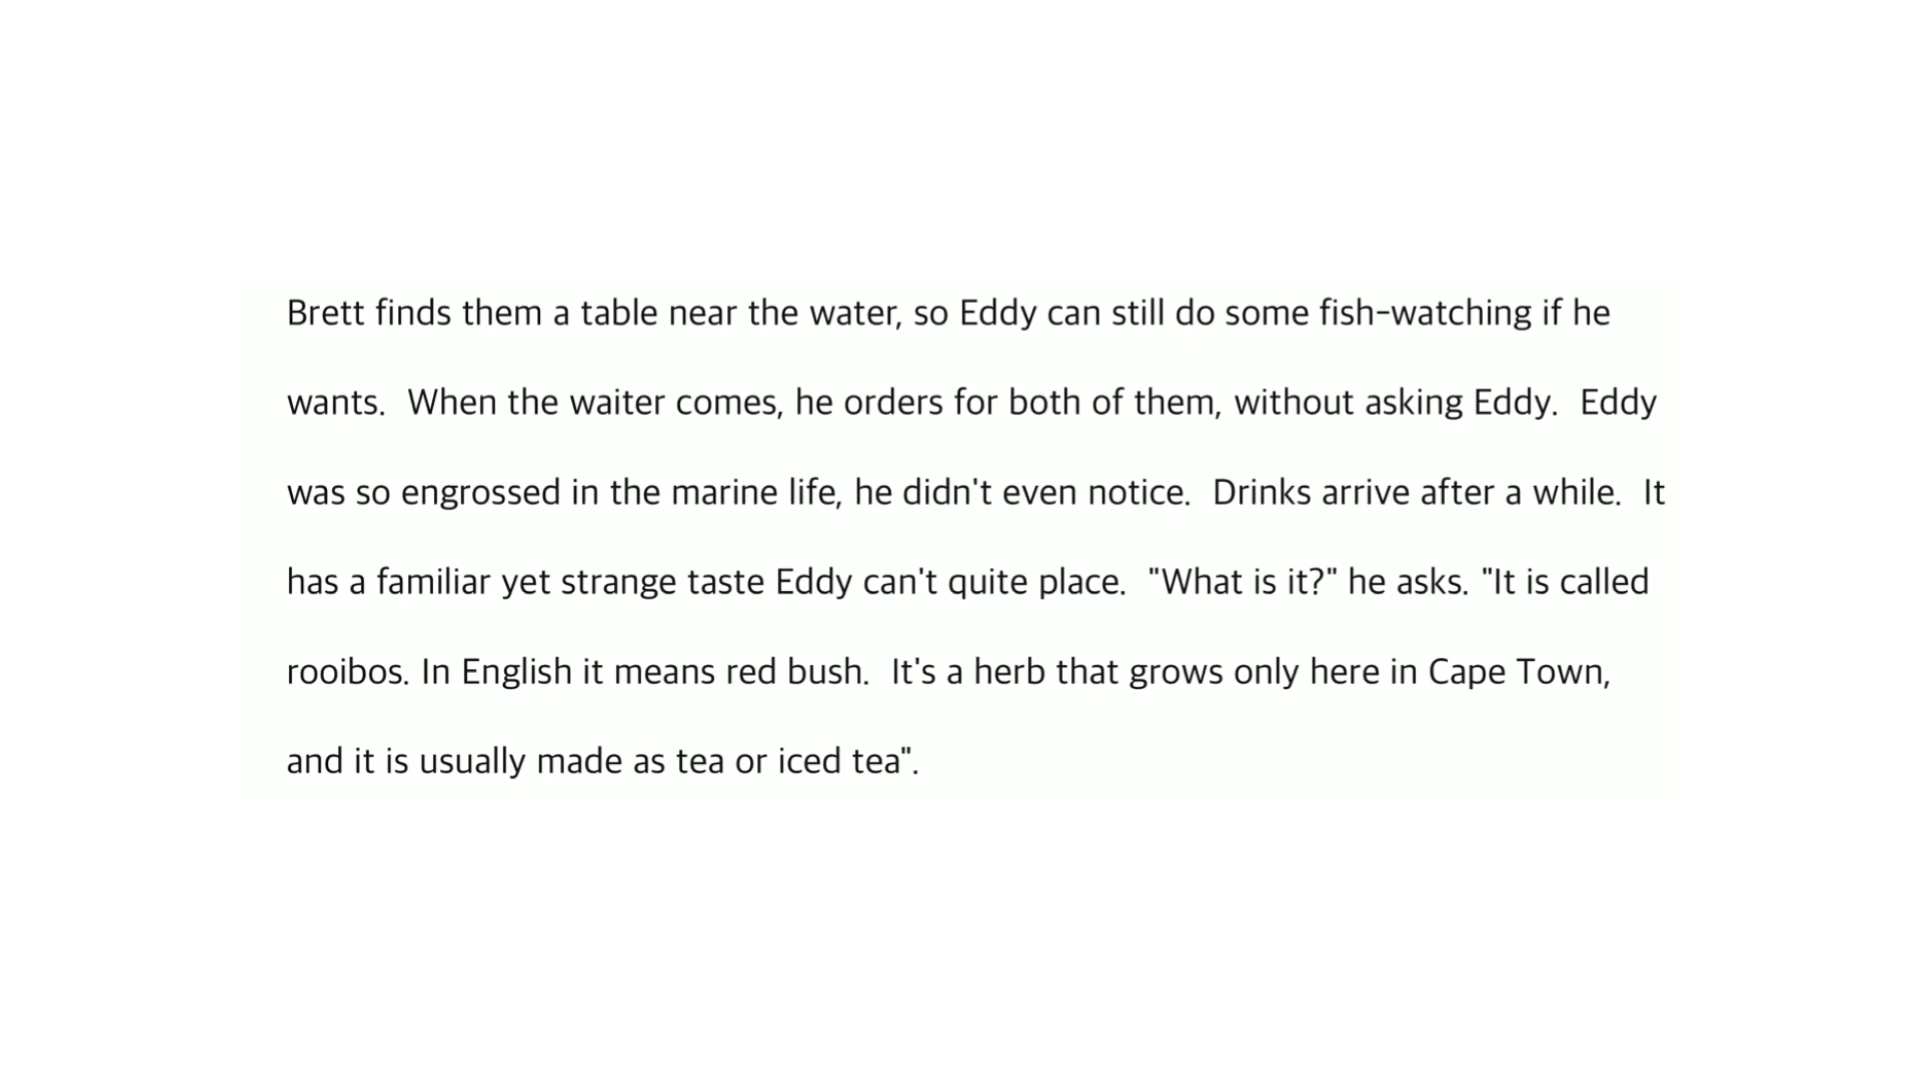 Brett finds them a table near the water, so Eddy can still do some fish-watching if he
wants.  When the waiter comes, he orders for both of them, without asking Eddy.  Eddy
was so engrossed in the marine life, he didn't even notice.  Drinks arrive after a while.  It
has a familiar yet strange taste Eddy can't quite place.  "What is it?" he asks. "It is called
rooibos. In English it means red bush.  It's a herb that grows only here in Cape Town,
and it is usually made as tea or iced tea".